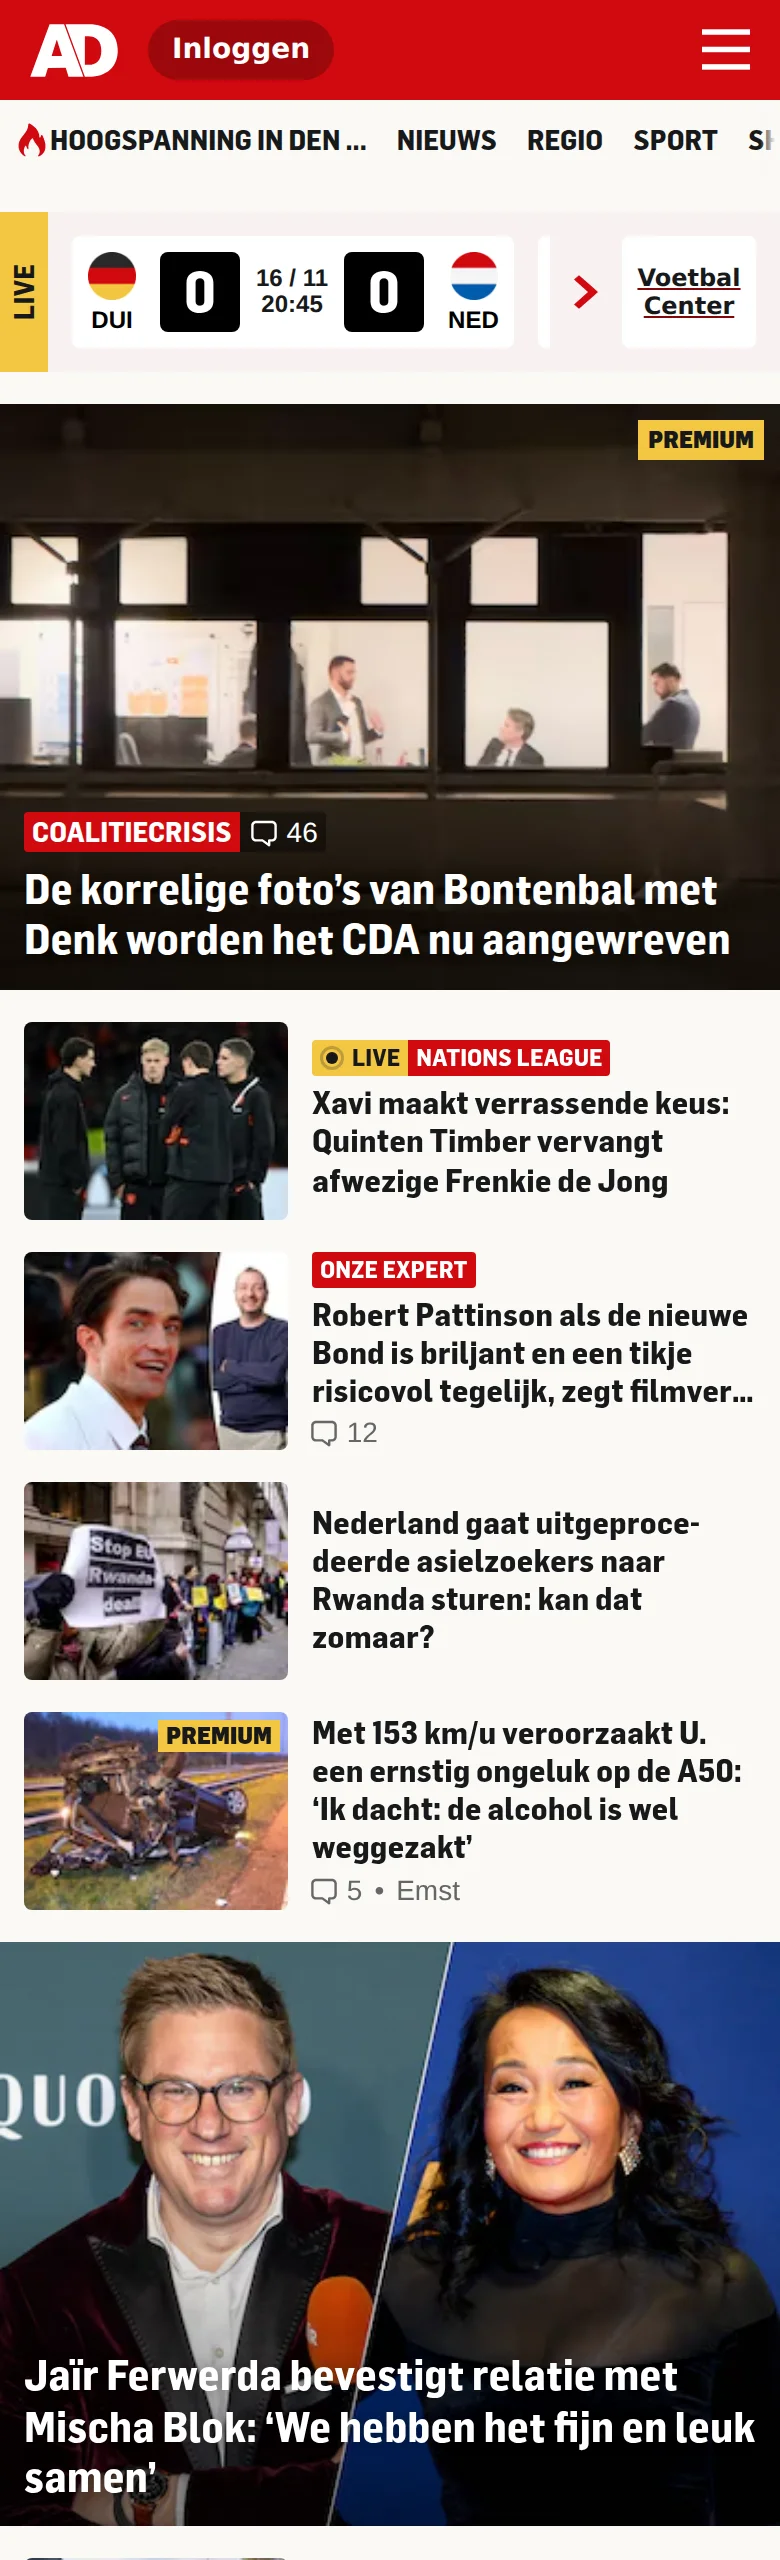 AD
Inloggen
HOOGSPANNING IN DEN ...
NIEUWS
REGIO
SPORT
LIVE
DUI
0
16 / 11
20:45
0
NED
Voetbal
Center
PREMIUM
COALITIECRISIS
46
De korrelige foto’s van Bontenbal met
Denk worden het CDA nu aangewreven
LIVE NATIONS LEAGUE
Xavi maakt verrassende keus:
Quinten Timber vervangt
afwezige Frenkie de Jong
ONZE EXPERT
Robert Pattinson als de nieuwe
Bond is briljant en een tikje
risicovol tegelijk, zegt filmver...
12
Stop EU
Rwanda
deal
Nederland gaat uitgeproce-
deerde asielzoekers naar
Rwanda sturen: kan dat
zomaar?
PREMIUM
Met 153 km/u veroorzaakt U.
een ernstig ongeluk op de A50:
‘Ik dacht: de alcohol is wel
weggezakt’
5 • Emst
QUO
Jaïr Ferwerda bevestigt relatie met
Mischa Blok: ‘We hebben het fijn en leuk
samen’